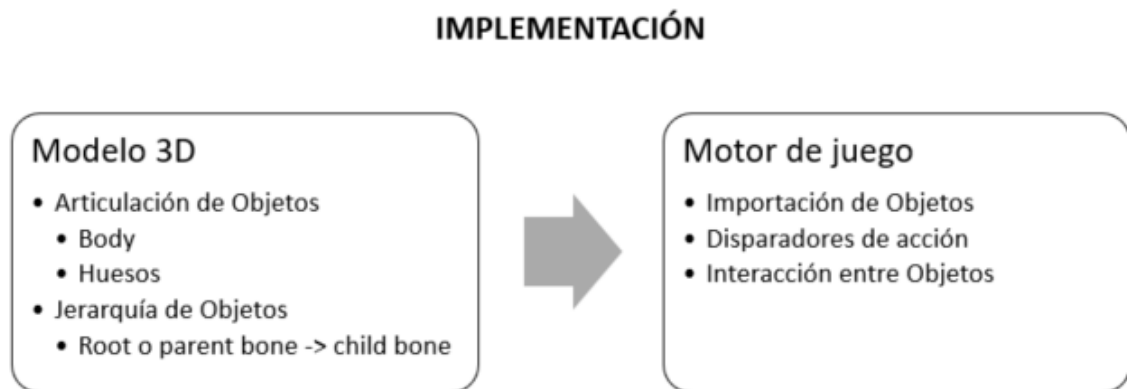 IMPLEMENTACIÓN
Modelo 3D
• Articulación de Objetos
• Body
• Huesos
• Jerarquía de Objetos
• Root o parent bone -> child bone
Motor de juego
• Importación de Objetos
• Disparadores de acción
• Interacción entre Objetos